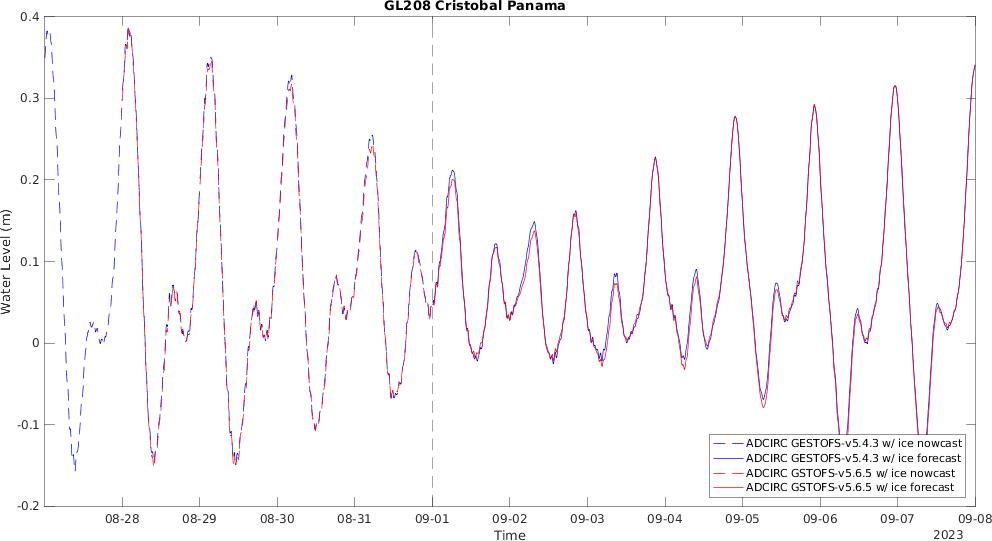 GL208 Cristobal Panama
0.4
0.3
0.2
0.1
0
-0.1
-0.2
Water Level (m)
ADCIRC GESTOFS-v5.4.3 w/ ice nowcast
ADCIRC GESTOFS-v5.4.3 w/ ice forecast
ADCIRC GSTOFS-v5.6.5 w/ ice nowcast
ADCIRC GSTOFS-v5.6.5 w/ ice forecast
08-28 08-29 08-30 08-31 09-01 09-02 09-03 09-04 09-05 09-06 09-07 09-08
Time
2023